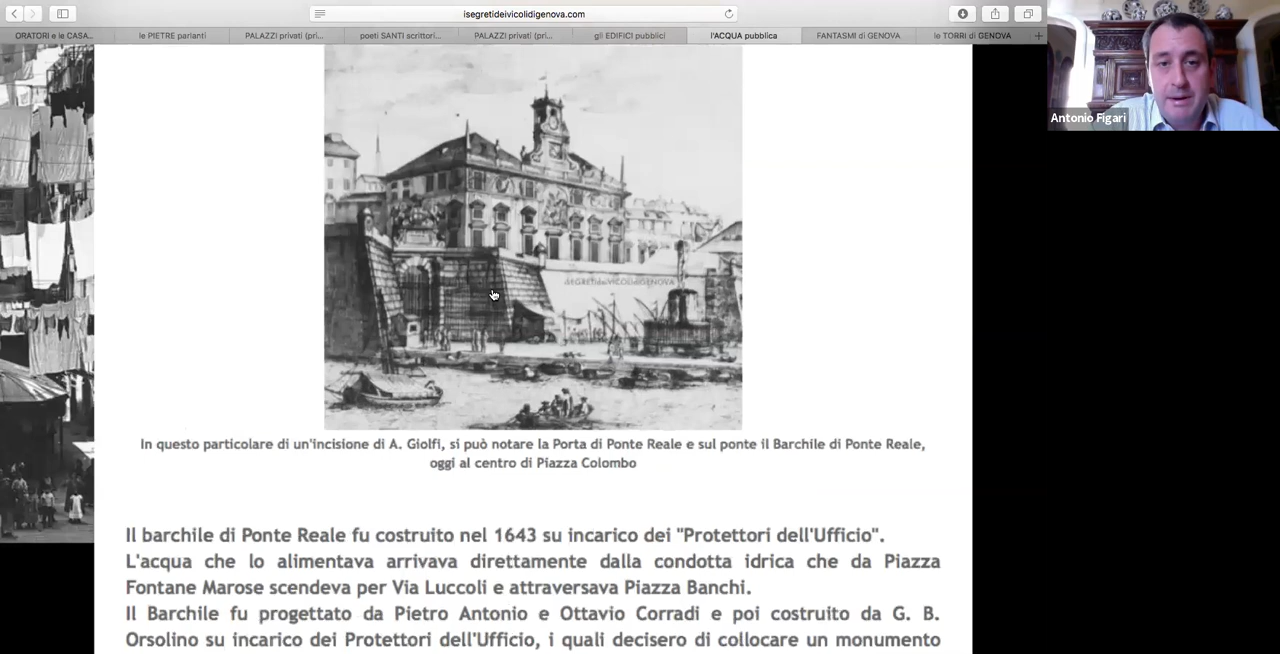 isegretideivicolidigenova.com
ORATORI e le CASA...
le PIETRE parlanti
PALAZZI privati (pri...
poeti SANTI scrittori...
PALAZZI privati (pri...
gli EDIFICI pubblici
l'ACQUA pubblica
FANTASMI di GENOVA
le TORRI di GENOVA
Antonio Figari
iSEGRETIdeiVICOLIdiGENOVA
In questo particolare di un'incisione di A. Giolfi, si può notare la Porta di Ponte Reale e sul ponte il Barchile di Ponte Reale,
oggi al centro di Piazza Colombo
Il barchile di Ponte Reale fu costruito nel 1643 su incarico dei "Protettori dell'Ufficio".
L'acqua che lo alimentava arrivava direttamente dalla condotta idrica che da Piazza
Fontane Marose scendeva per Via Luccoli e attraversava Piazza Banchi.
Il Barchile fu progettato da Pietro Antonio e Ottavio Corradi e poi costruito da G. B.
Orsolino su incarico dei Protettori dell'Ufficio, i quali decisero di collocare un monumento